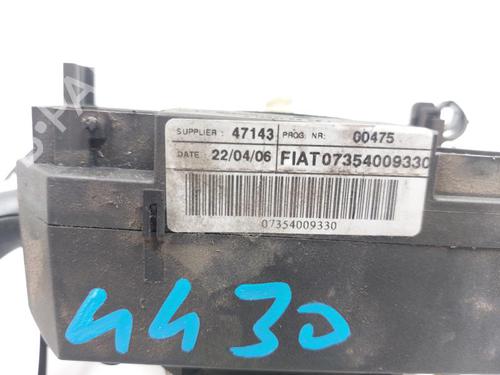 SUPPLIER : 47143 PROG. NR: 00475
DATE 22/04/06 FIAT07354009330
07354009330
4430